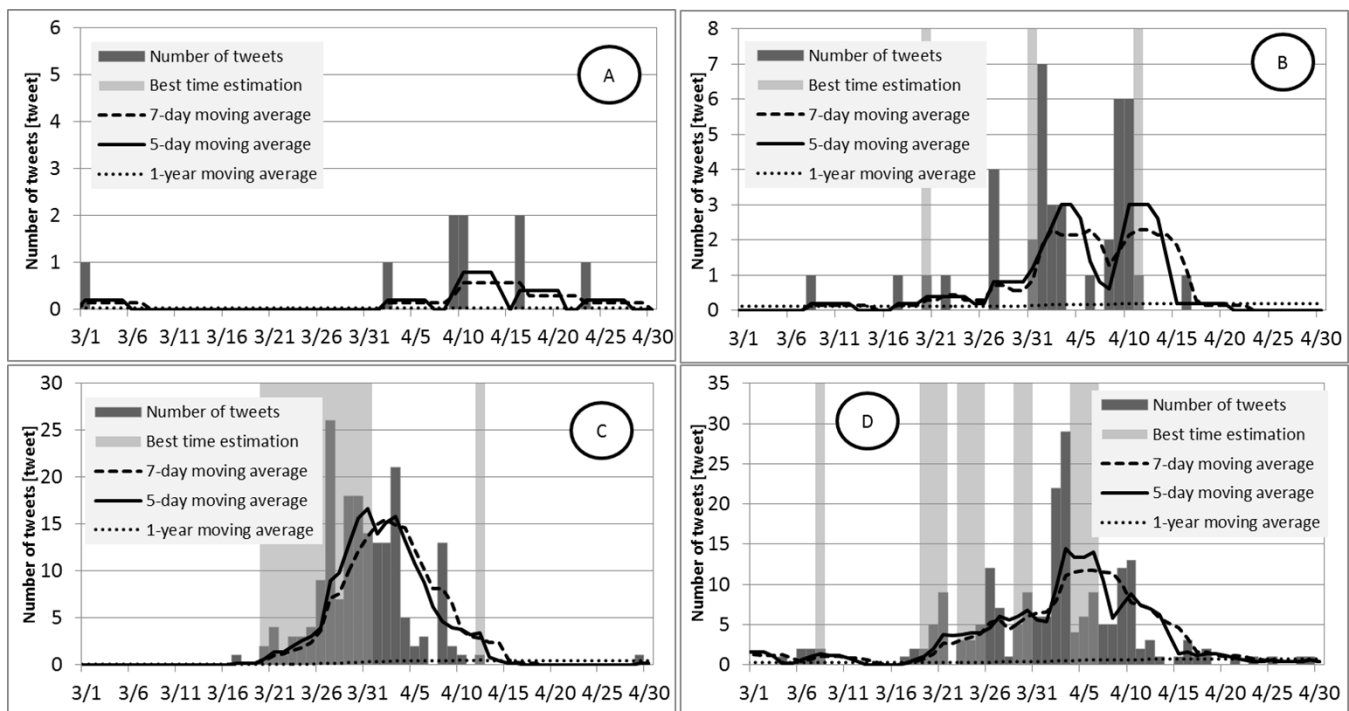 6
5
4
3
2
1
0
Number of tweets [tweet]
Number of tweets
Best time estimation
7-day moving average
5-day moving average
1-year moving average
A
3/1 3/6 3/11 3/16 3/21 3/26 3/31 4/5 4/10 4/15 4/20 4/25 4/30
8
7
6
5
4
3
2
1
0
Number of tweets [tweet]
Number of tweets
Best time estimation
7-day moving average
5-day moving average
1-year moving average
B
3/1 3/6 3/11 3/16 3/21 3/26 3/31 4/5 4/10 4/15 4/20 4/25 4/30
30
25
20
15
10
5
0
Number of tweets [tweet]
Number of tweets
Best time estimation
7-day moving average
5-day moving average
1-year moving average
C
3/1 3/6 3/11 3/16 3/21 3/26 3/31 4/5 4/10 4/15 4/20 4/25 4/30
35
30
25
20
15
10
5
0
Number of tweets [tweet]
D
Number of tweets
Best time estimation
7-day moving average
5-day moving average
1-year moving average
3/1 3/6 3/11 3/16 3/21 3/26 3/31 4/5 4/10 4/15 4/20 4/25 4/30